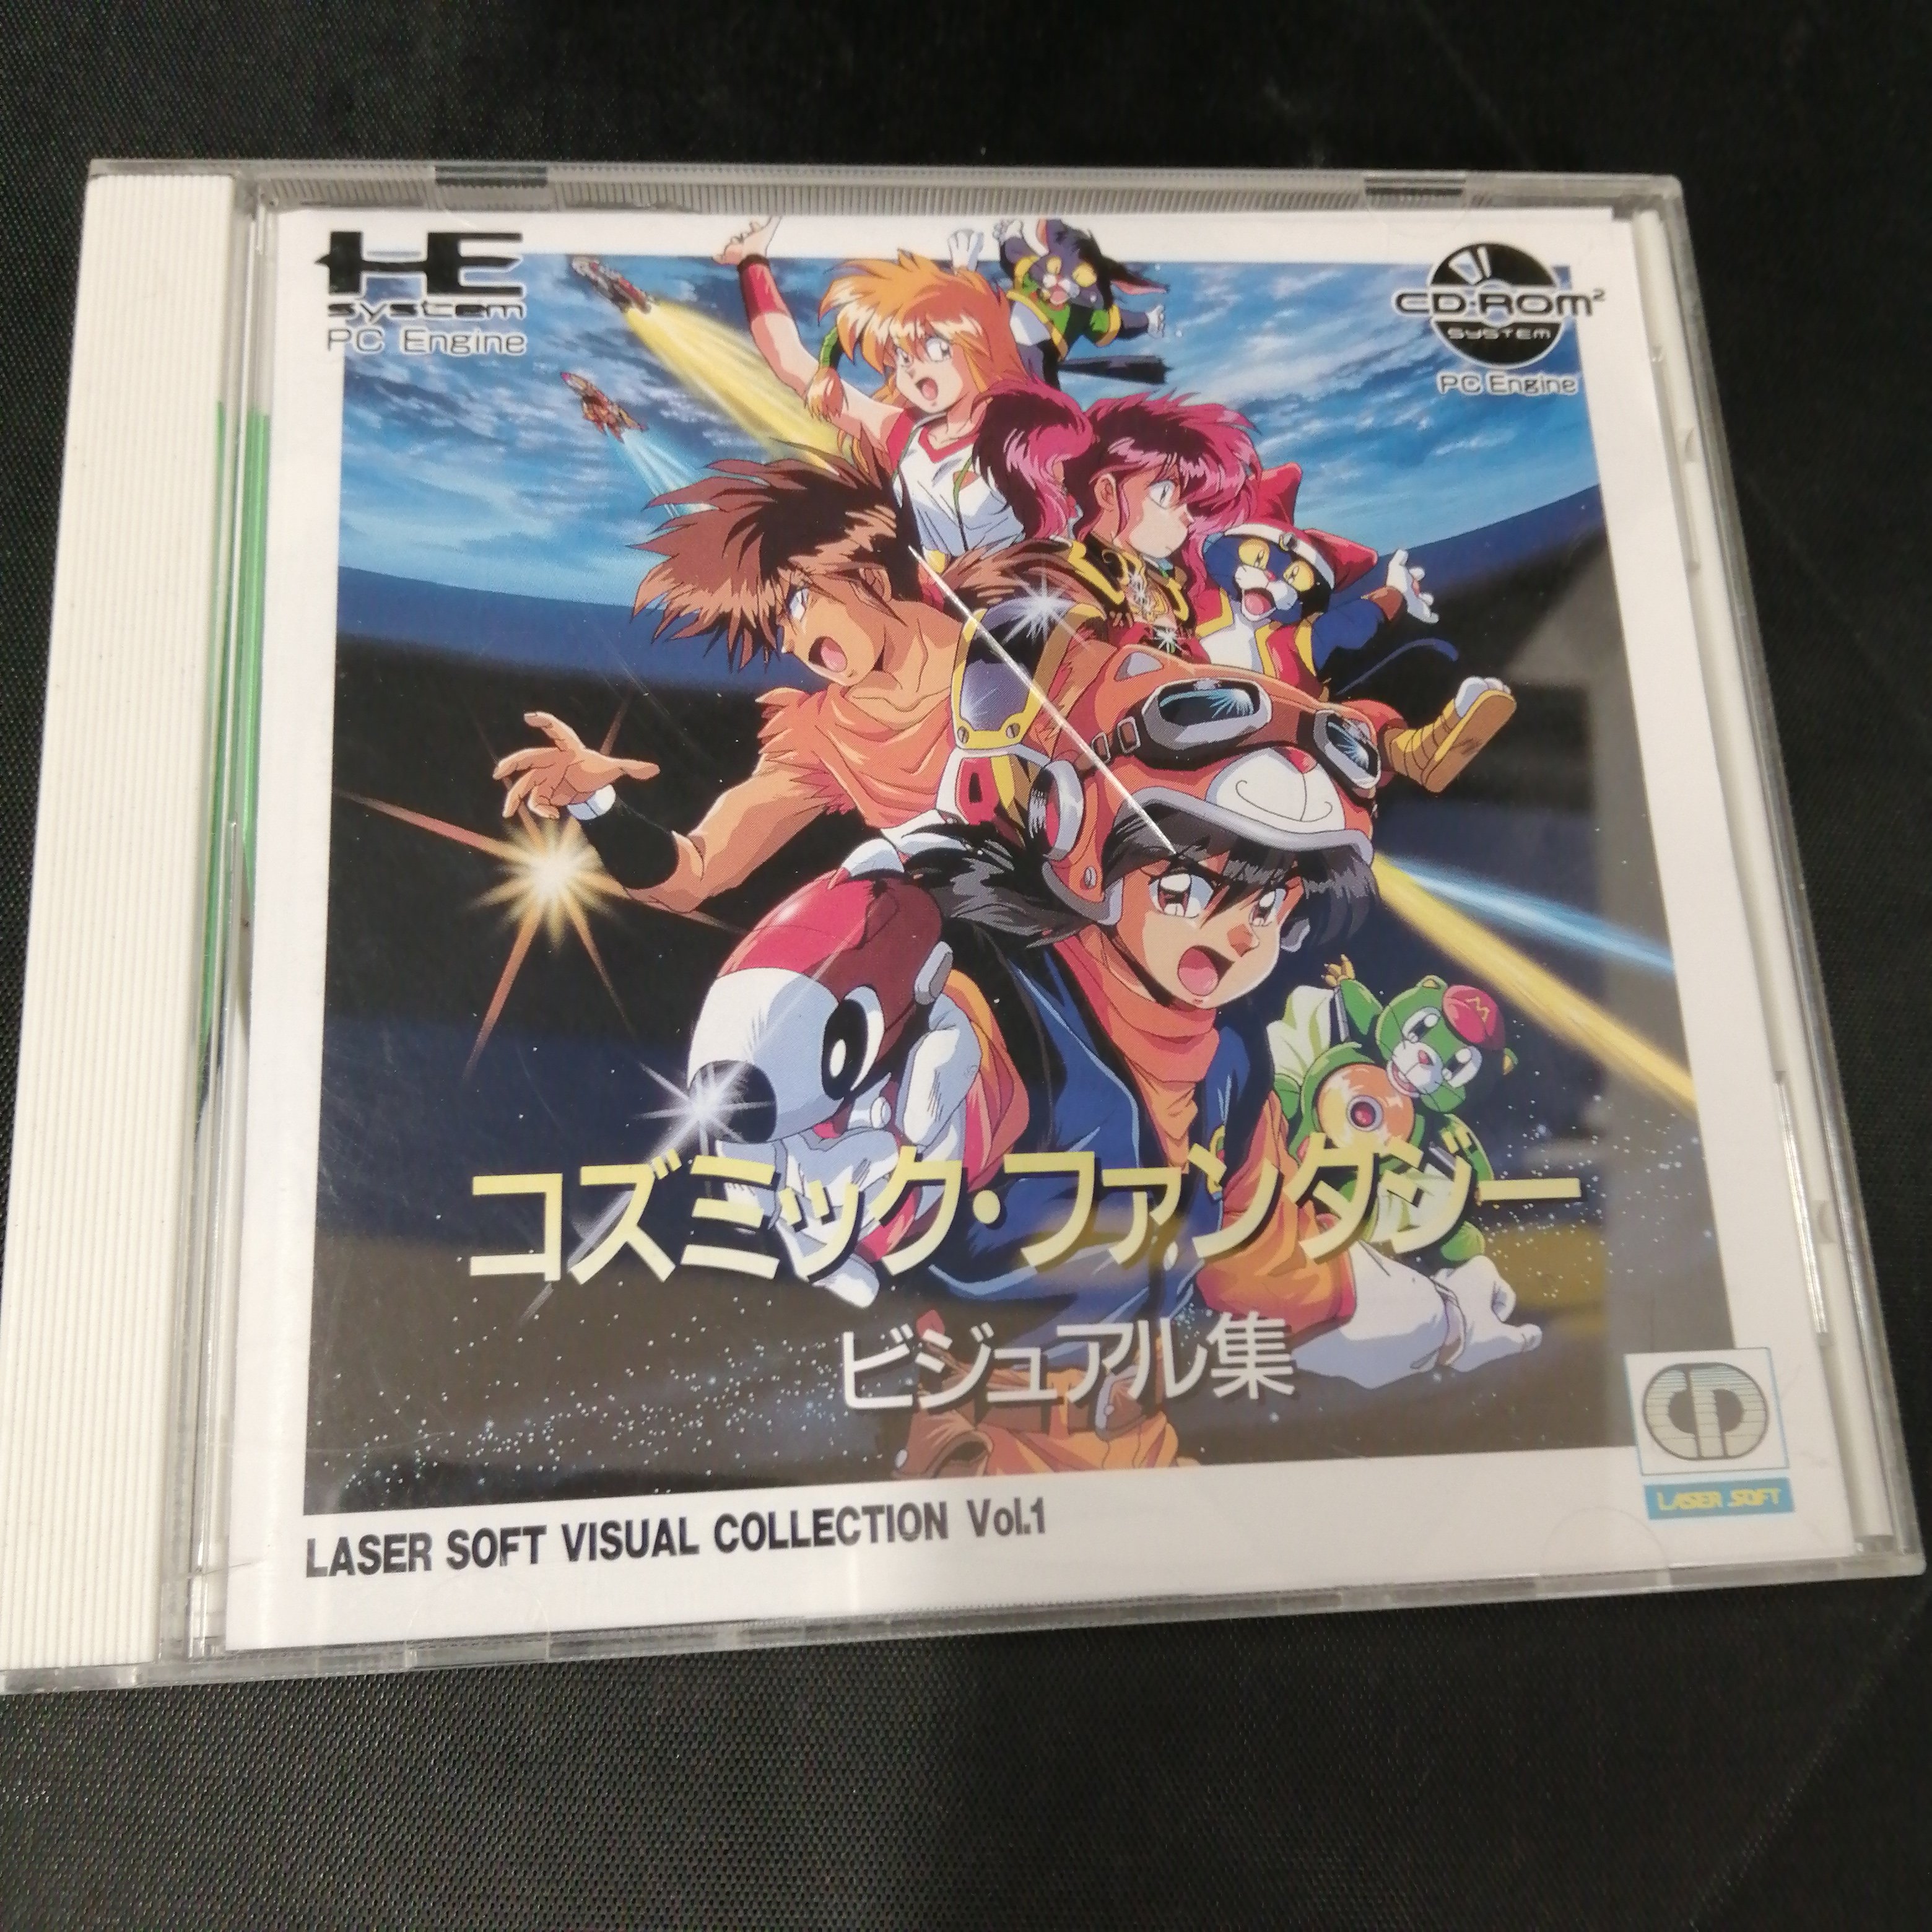 HE
system
PC Engine
CD-ROM²
SYSTEM
PC Engine
M
コズミック・ファンタジー
ビジュアル集
CD
LASER SOFT
LASER SOFT VISUAL COLLECTION Vol.1